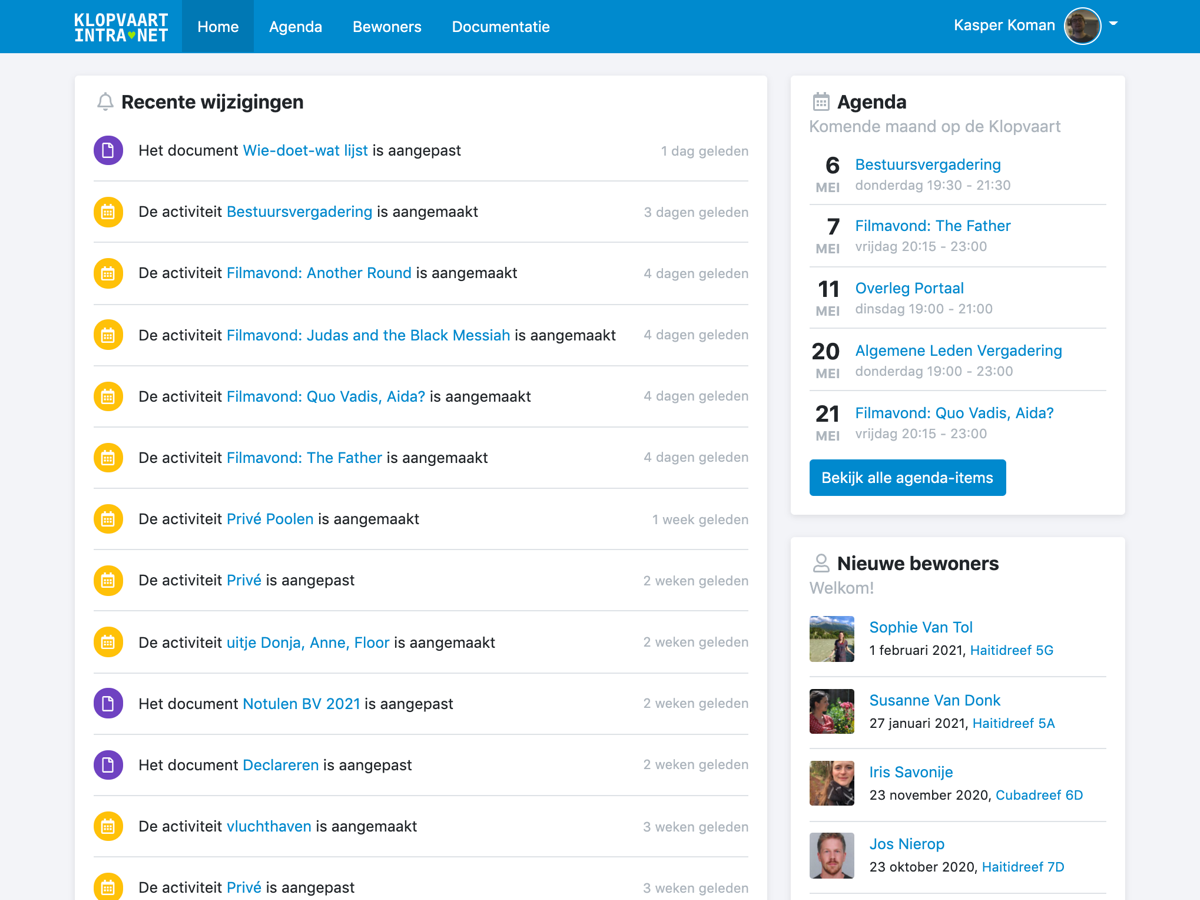 KLOPVAART
INTRA♥NET
Home
Agenda
Bewoners
Documentatie
Kasper Koman
Recente wijzigingen
Het document Wie-doet-wat lijst is aangepast
1 dag geleden
De activiteit Bestuursvergadering is aangemaakt
3 dagen geleden
De activiteit Filmavond: Another Round is aangemaakt
4 dagen geleden
De activiteit Filmavond: Judas and the Black Messiah is aangemaakt
4 dagen geleden
De activiteit Filmavond: Quo Vadis, Aida? is aangemaakt
4 dagen geleden
De activiteit Filmavond: The Father is aangemaakt
4 dagen geleden
De activiteit Privé Poolen is aangemaakt
1 week geleden
De activiteit Privé is aangepast
2 weken geleden
De activiteit uitje Donja, Anne, Floor is aangemaakt
2 weken geleden
Het document Notulen BV 2021 is aangepast
2 weken geleden
Het document Declareren is aangepast
2 weken geleden
De activiteit vluchthaven is aangemaakt
3 weken geleden
De activiteit Privé is aangepast
3 weken geleden
Agenda
Komende maand op de Klopvaart
6 MEI
Bestuursvergadering
donderdag 19:30 - 21:30
7 MEI
Filmavond: The Father
vrijdag 20:15 - 23:00
11 MEI
Overleg Portaal
dinsdag 19:00 - 21:00
20 MEI
Algemene Leden Vergadering
donderdag 19:00 - 23:00
21 MEI
Filmavond: Quo Vadis, Aida?
vrijdag 20:15 - 23:00
Bekijk alle agenda-items
Nieuwe bewoners
Welkom!
Sophie Van Tol
1 februari 2021, Haitidreef 5G
Susanne Van Donk
27 januari 2021, Haitidreef 5A
Iris Savonije
23 november 2020, Cubadreef 6D
Jos Nierop
23 oktober 2020, Haitidreef 7D